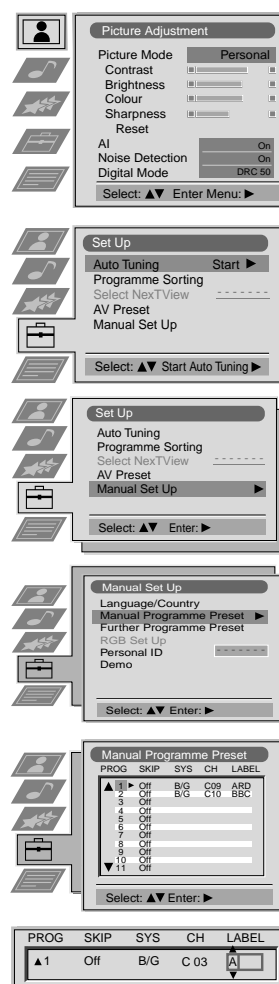 Picture Adjustment
Picture Mode Personal
Contrast
Brightness
Colour
Sharpness
Reset
AI On
Noise Detection On
Digital Mode DRC 50
Select: ▲▼ Enter Menu: ▶
Set Up
Auto Tuning Start ▶
Programme Sorting
Select NexTView - - - - - - -
AV Preset
Manual Set Up
Select: ▲▼ Start Auto Tuning ▶
Set Up
Auto Tuning
Programme Sorting
Select NexTView - - - - - - -
AV Preset
Manual Set Up ▶
Select: ▲▼ Enter: ▶
Manual Set Up
Language/Country
Manual Programme Preset ▶
Further Programme Preset
RGB Set Up
Personal ID - - - - - - -
Demo
Select: ▲▼ Enter: ▶
Manual Programme Preset
PROG SKIP SYS CH LABEL
▲ 1 ▶ Off B/G C09 ARD
2 Off B/G C10 BBC
3 Off
4 Off
5 Off
6 Off
7 Off
8 Off
9 Off
10 Off
▼ 11 Off
Select: ▲▼ Enter: ▶
PROG SKIP SYS CH LABEL
▲1 Off B/G C 03 A